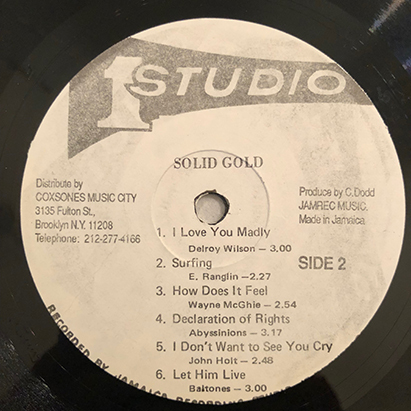 1 STUDIO
SOLID GOLD
Distribute by
COXSONES MUSIC CITY
3135 Fulton St.,
Brooklyn N.Y. 11208
Telephone: 212-277-4166
Produce by C. Dodd
JAMREC MUSIC.
Made in Jamaica
SIDE 2
1. I Love You Madly
Delroy Wilson — 3.00
2. Surfing
E. Ranglin — 2.27
3. How Does It Feel
Wayne McGhie — 2.54
4. Declaration of Rights
Abyssinions — 3.17
5. I Don't Want to See You Cry
John Holt — 2.48
6. Let Him Live
Baltones — 3.00
RECORDED BY JAMAICA RECORDING